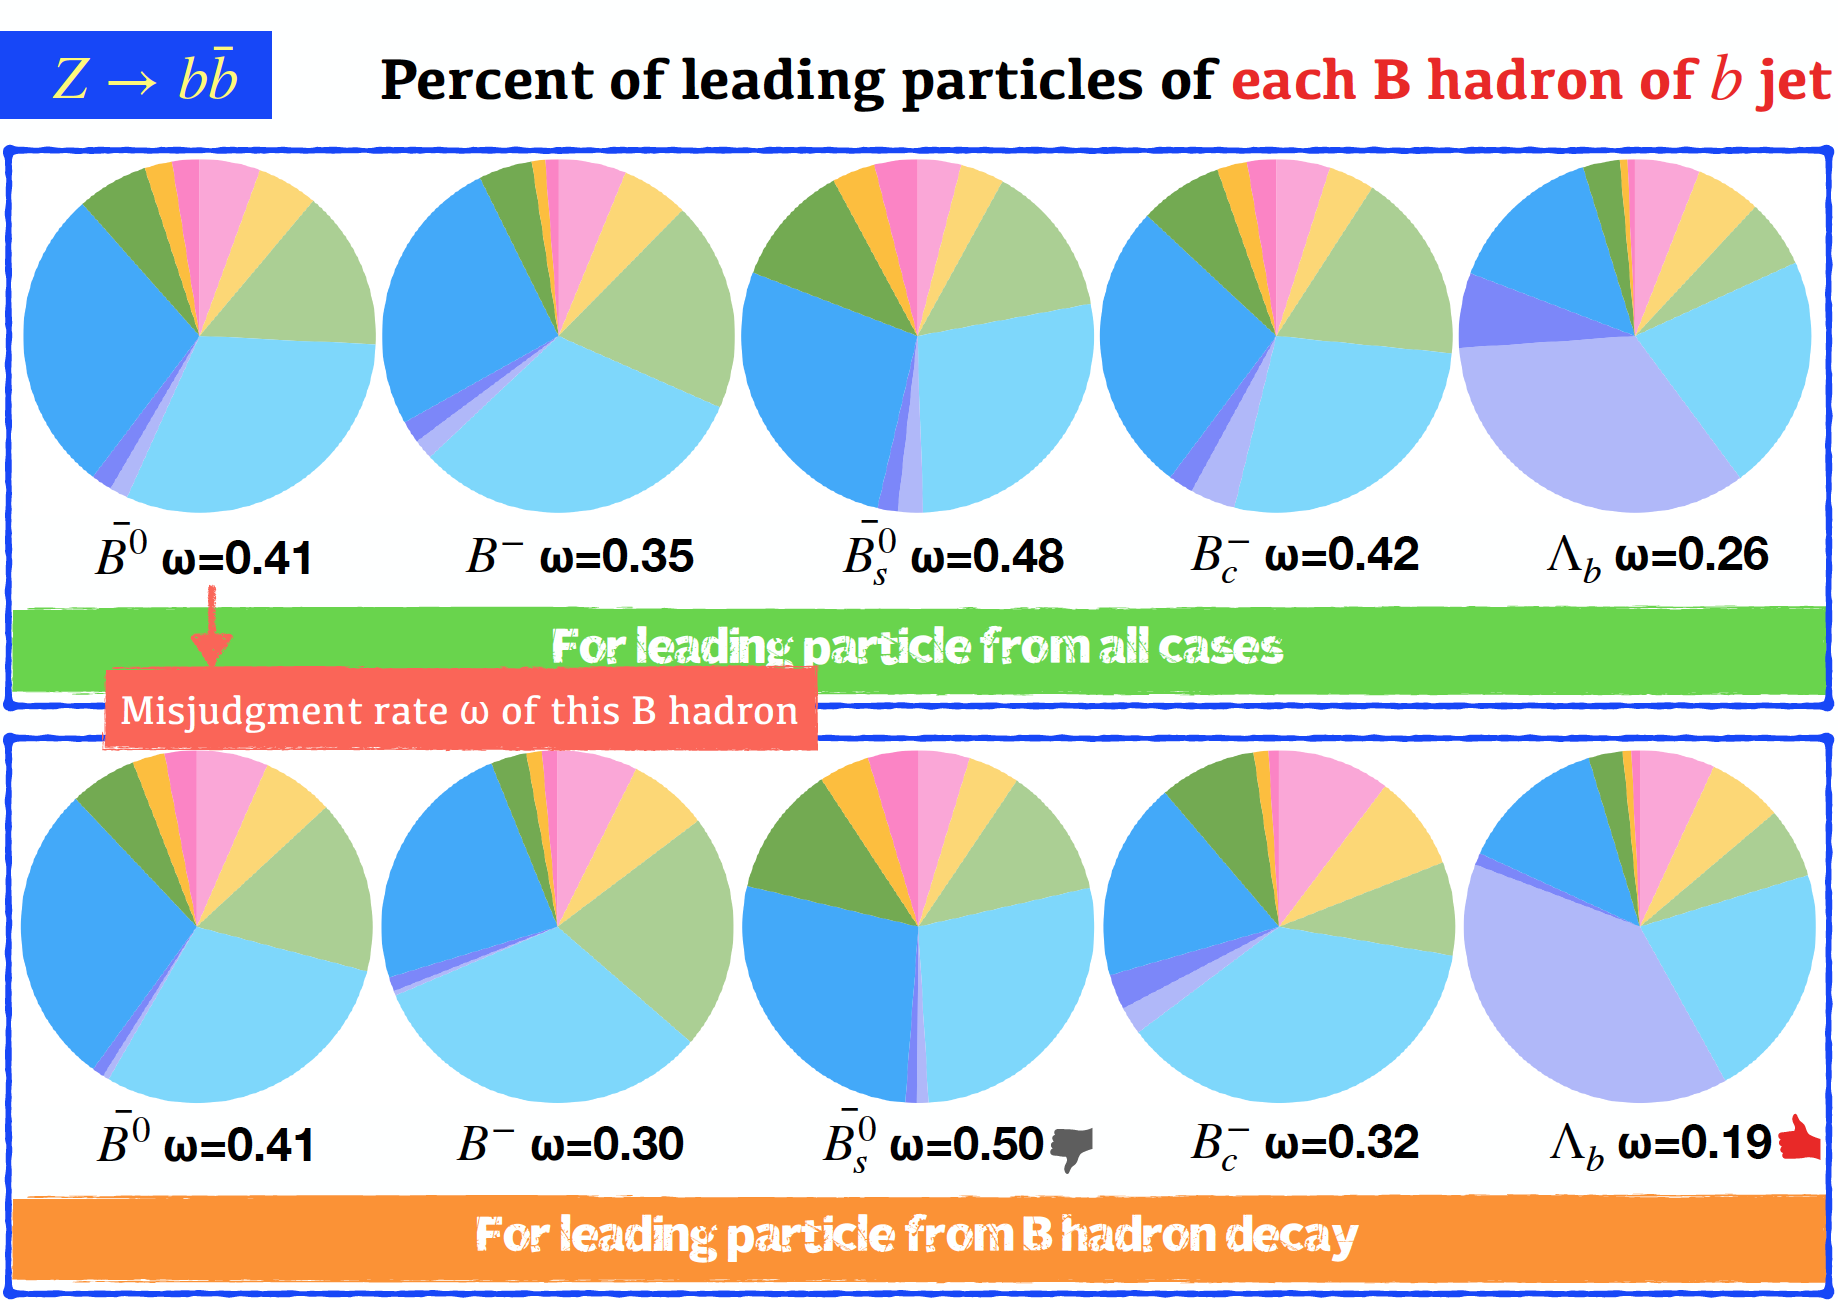 Z → bb̄
Percent of leading particles of each B hadron of b jet
B̄⁰ ω=0.41
B⁻ ω=0.35
B̄ₛ⁰ ω=0.48
B_c⁻ ω=0.42
Λ_b ω=0.26
For leading particle from all cases
Misjudgment rate ω of this B hadron
B̄⁰ ω=0.41
B⁻ ω=0.30
B̄ₛ⁰ ω=0.50
B_c⁻ ω=0.32
Λ_b ω=0.19
For leading particle from B hadron decay